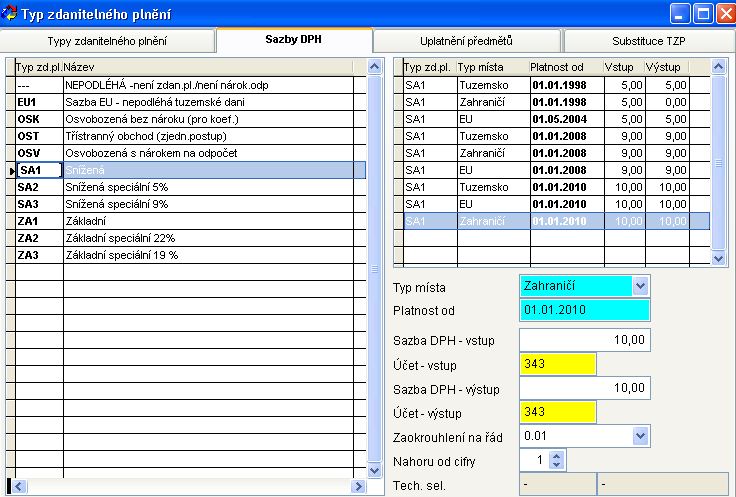 Typ zdanitelného plnění
Typy zdanitelného plnění Sazby DPH Uplatnění předmětů Substituce TZP
Typ zd.pl. Název
--- NEPODLÉHÁ -není zdan.pl./není nárok.odp
EU1 Sazba EU - nepodléhá tuzemské dani
OSK Osvobozená bez nároku (pro koef.)
OST Třístranný obchod (zjedn.postup)
OSV Osvobozená s nárokem na odpočet
SA1 Snížená
SA2 Snížená speciální 5%
SA3 Snížená speciální 9%
ZA1 Základní
ZA2 Základní speciální 22%
ZA3 Základní speciální 19 %
Typ zd.pl. Typ místa Platnost od Vstup Výstup
SA1 Tuzemsko 01.01.1998 5,00 5,00
SA1 Zahraničí 01.01.1998 5,00 0,00
SA1 EU 01.05.2004 5,00 5,00
SA1 Tuzemsko 01.01.2008 9,00 9,00
SA1 Zahraničí 01.01.2008 9,00 9,00
SA1 EU 01.01.2008 9,00 9,00
SA1 Tuzemsko 01.01.2010 10,00 10,00
SA1 EU 01.01.2010 10,00 10,00
SA1 Zahraničí 01.01.2010 10,00 10,00
Typ místa Zahraničí
Platnost od 01.01.2010
Sazba DPH - vstup 10,00
Účet - vstup 343
Sazba DPH - výstup 10,00
Účet - výstup 343
Zaokrouhlení na řád 0.01
Nahoru od cifry 1
Tech. sel. - -